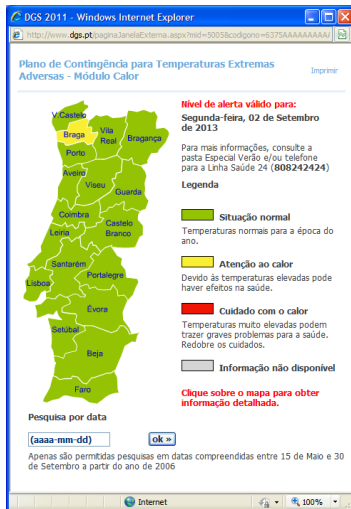 DGS 2011 - Windows Internet Explorer
http://www.dgs.pt/paginaJanelaExterna.aspx?mid=5005&codigono=6375AAAAAAAAA
Plano de Contingência para Temperaturas Extremas
Adversas - Módulo Calor
Imprimir
Nível de alerta válido para:
Segunda-feira, 02 de Setembro
de 2013
Para mais informações, consulte a
pasta Especial Verão e/ou telefone
para a Linha Saúde 24 (808242424)
Legenda
Situação normal
Temperaturas normais para a época do
ano.
Atenção ao calor
Devido às temperaturas elevadas pode
haver efeitos na saúde.
Cuidado com o calor
Temperaturas muito elevadas podem
trazer graves problemas para a saúde.
Redobre os cuidados.
Informação não disponível
Clique sobre o mapa para obter
informação detalhada.
V.Castelo
Braga
Vila
Real
Bragança
Porto
Aveiro
Viseu
Guarda
Coimbra
Castelo
Branco
Leiria
Santarém
Portalegre
Lisboa
Évora
Setúbal
Beja
Faro
Pesquisa por data
(aaaa-mm-dd)
ok »
Apenas são permitidas pesquisas em datas compreendidas entre 15 de Maio e 30
de Setembro a partir do ano de 2006
Internet
100%